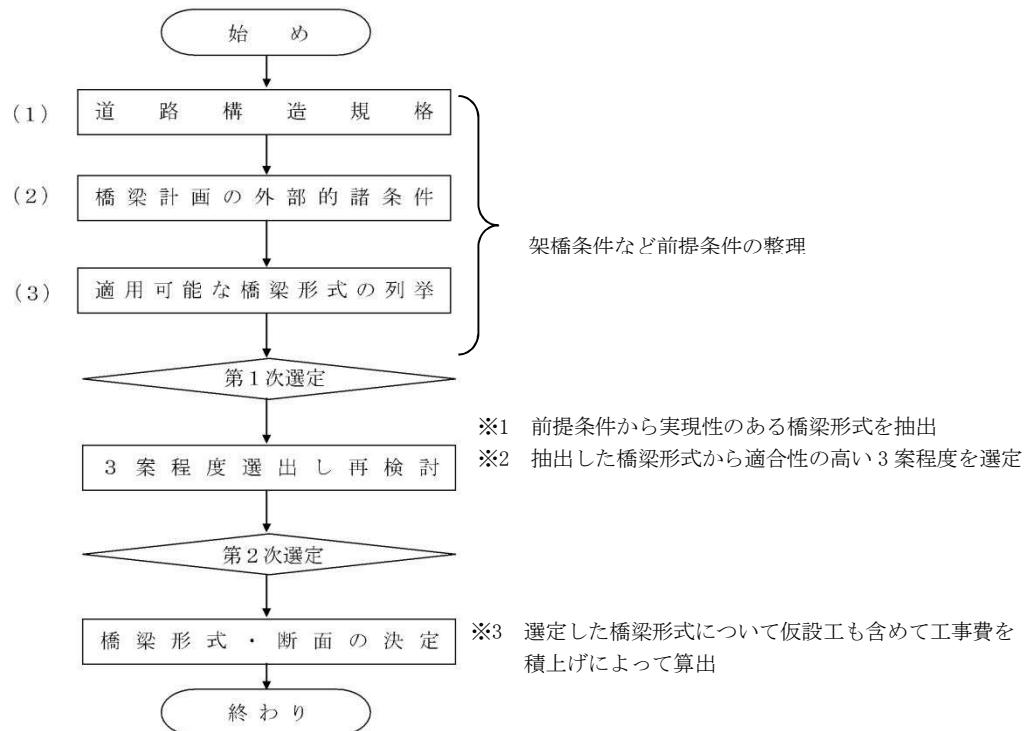 始め
(1) 道路構造規格
(2) 橋梁計画の外部的諸条件
架橋条件など前提条件の整理
(3) 適用可能な橋梁形式の列挙
第1次選定
※1 前提条件から実現性のある橋梁形式を抽出
※2 抽出した橋梁形式から適合性の高い3案程度を選定
3案程度選出し再検討
第2次選定
橋梁形式・断面の決定
※3 選定した橋梁形式について仮設工も含めて工事費を
積上げによって算出
終わり